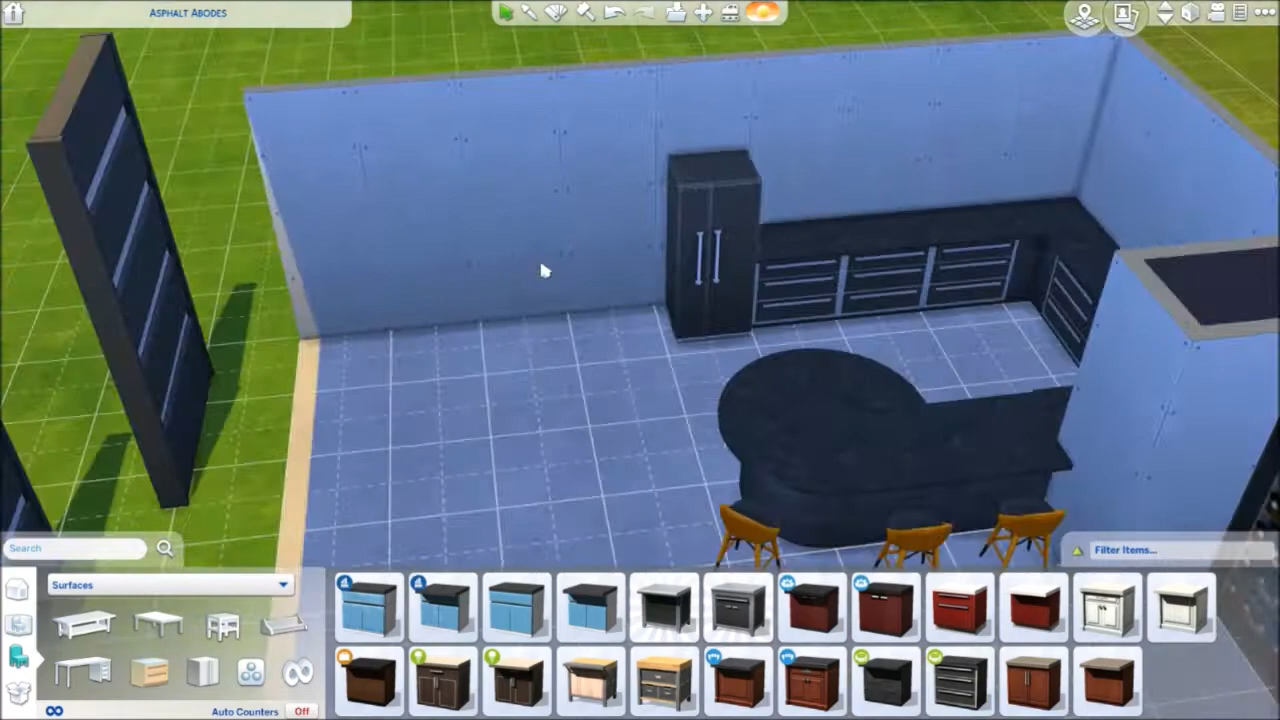 ASPHALT ABODES
Search
Filter Items...
Surfaces
Auto Counters Off